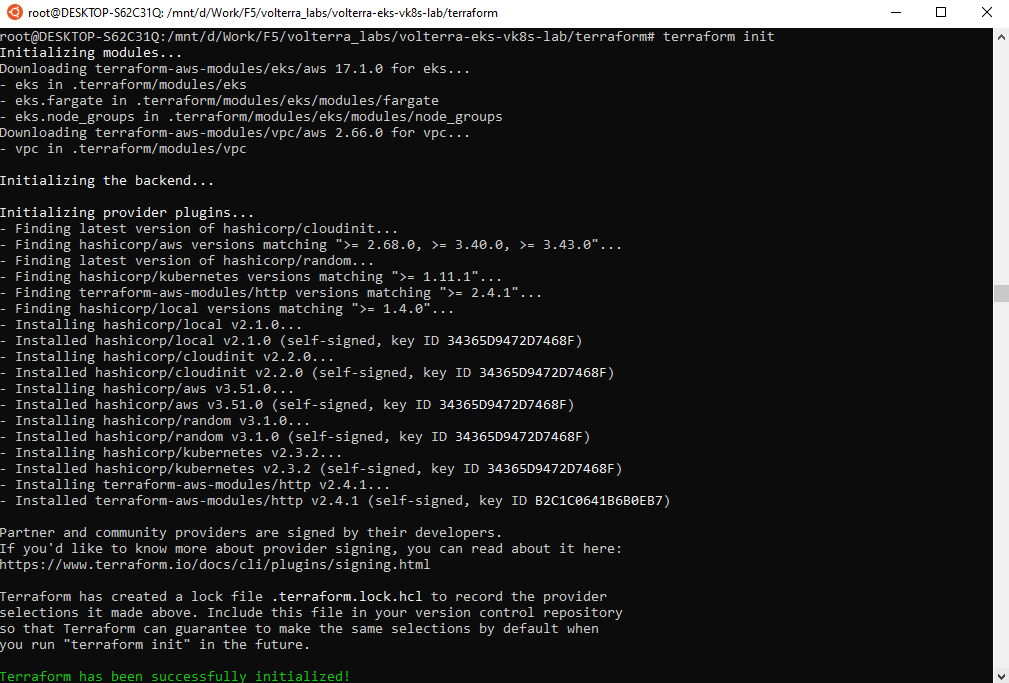 root@DESKTOP-S62C31Q: /mnt/d/Work/F5/volterra_labs/volterra-eks-vk8s-lab/terraform
root@DESKTOP-S62C31Q:/mnt/d/Work/F5/volterra_labs/volterra-eks-vk8s-lab/terraform# terraform init
Initializing modules...
Downloading terraform-aws-modules/eks/aws 17.1.0 for eks...
- eks in .terraform/modules/eks
- eks.fargate in .terraform/modules/eks/modules/fargate
- eks.node_groups in .terraform/modules/eks/modules/node_groups
Downloading terraform-aws-modules/vpc/aws 2.66.0 for vpc...
- vpc in .terraform/modules/vpc

Initializing the backend...

Initializing provider plugins...
- Finding latest version of hashicorp/cloudinit...
- Finding hashicorp/aws versions matching ">= 2.68.0, >= 3.40.0, >= 3.43.0"...
- Finding latest version of hashicorp/random...
- Finding hashicorp/kubernetes versions matching ">= 1.11.1"...
- Finding terraform-aws-modules/http versions matching ">= 2.4.1"...
- Finding hashicorp/local versions matching ">= 1.4.0"...
- Installing hashicorp/local v2.1.0...
- Installed hashicorp/local v2.1.0 (self-signed, key ID 34365D9472D7468F)
- Installing hashicorp/cloudinit v2.2.0...
- Installed hashicorp/cloudinit v2.2.0 (self-signed, key ID 34365D9472D7468F)
- Installing hashicorp/aws v3.51.0...
- Installed hashicorp/aws v3.51.0 (self-signed, key ID 34365D9472D7468F)
- Installing hashicorp/random v3.1.0...
- Installed hashicorp/random v3.1.0 (self-signed, key ID 34365D9472D7468F)
- Installing hashicorp/kubernetes v2.3.2...
- Installed hashicorp/kubernetes v2.3.2 (self-signed, key ID 34365D9472D7468F)
- Installing terraform-aws-modules/http v2.4.1...
- Installed terraform-aws-modules/http v2.4.1 (self-signed, key ID B2C1C0641B6B0EB7)

Partner and community providers are signed by their developers.
If you'd like to know more about provider signing, you can read about it here:
https://www.terraform.io/docs/cli/plugins/signing.html

Terraform has created a lock file .terraform.lock.hcl to record the provider
selections it made above. Include this file in your version control repository
so that Terraform can guarantee to make the same selections by default when
you run "terraform init" in the future.

Terraform has been successfully initialized!